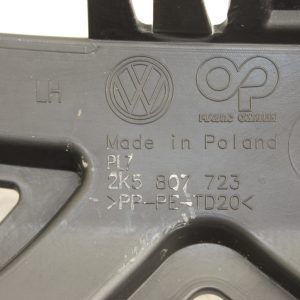 LH
Made in Poland
PL7
2K5 807 723
>PP-PE-TD20<